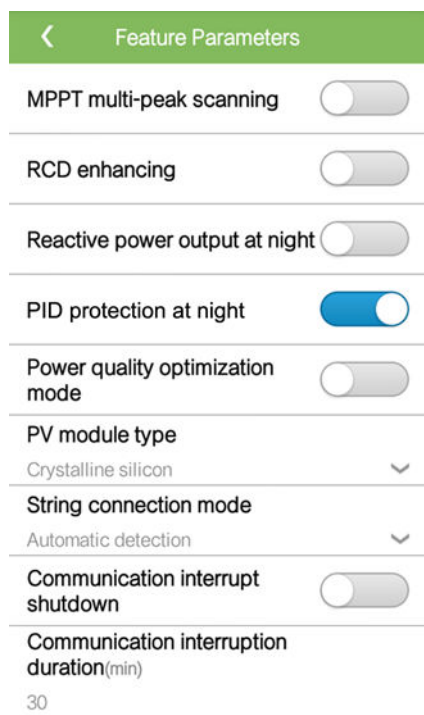 Feature Parameters
MPPT multi-peak scanning
RCD enhancing
Reactive power output at night
PID protection at night
Power quality optimization
mode
PV module type
Crystalline silicon
String connection mode
Automatic detection
Communication interrupt
shutdown
Communication interruption
duration(min)
30